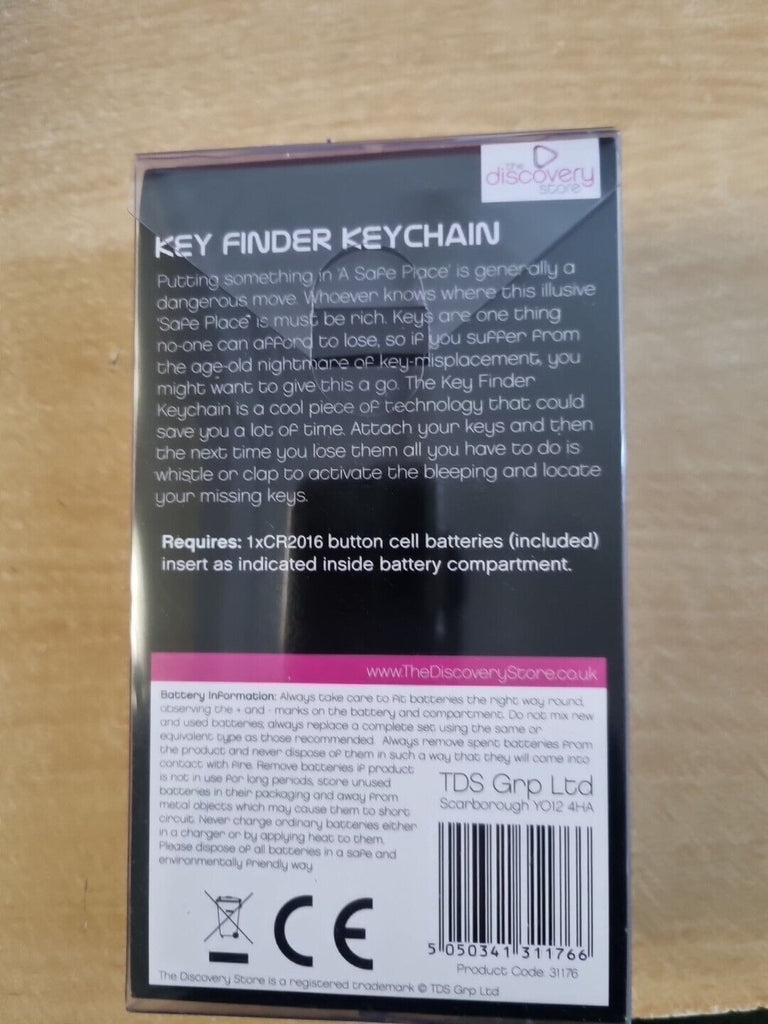 the
discovery
store
KEY FINDER KEYCHAIN
Putting something in 'A Safe Place' is generally a
dangerous move. Whoever knows where this illusive
'Safe Place' is must be rich. Keys are one thing
no-one can afford to lose, so if you suffer from
the age-old nightmare of key-misplacement, you
might want to give this a go. The Key Finder
Keychain is a cool piece of technology that could
save you a lot of time. Attach your keys and then
the next time you lose them all you have to do is
whistle or clap to activate the bleeping and locate
your missing keys.
Requires: 1xCR2016 button cell batteries (included)
insert as indicated inside battery compartment.
www.TheDiscoveryStore.co.uk
Battery Information: Always take care to fit batteries the right way round,
observing the + and - marks on the battery and compartment. Do not mix new
and used batteries, always replace a complete set using the same or
equivalent type as those recommended. Always remove spent batteries from
the product and never dispose of them in such a way that they will come into
contact with fire. Remove batteries if product
is not in use for long periods, store unused
batteries in their packaging and away from
metal objects which may cause them to short
circuit. Never charge ordinary batteries either
in a charger or by applying heat to them.
Please dispose of all batteries in a safe and
environmentally friendly way
TDS Grp Ltd
Scarborough YO12 4HA
CE
5 050341 311766
Product Code: 31176
The Discovery Store is a registered trademark © TDS Grp Ltd